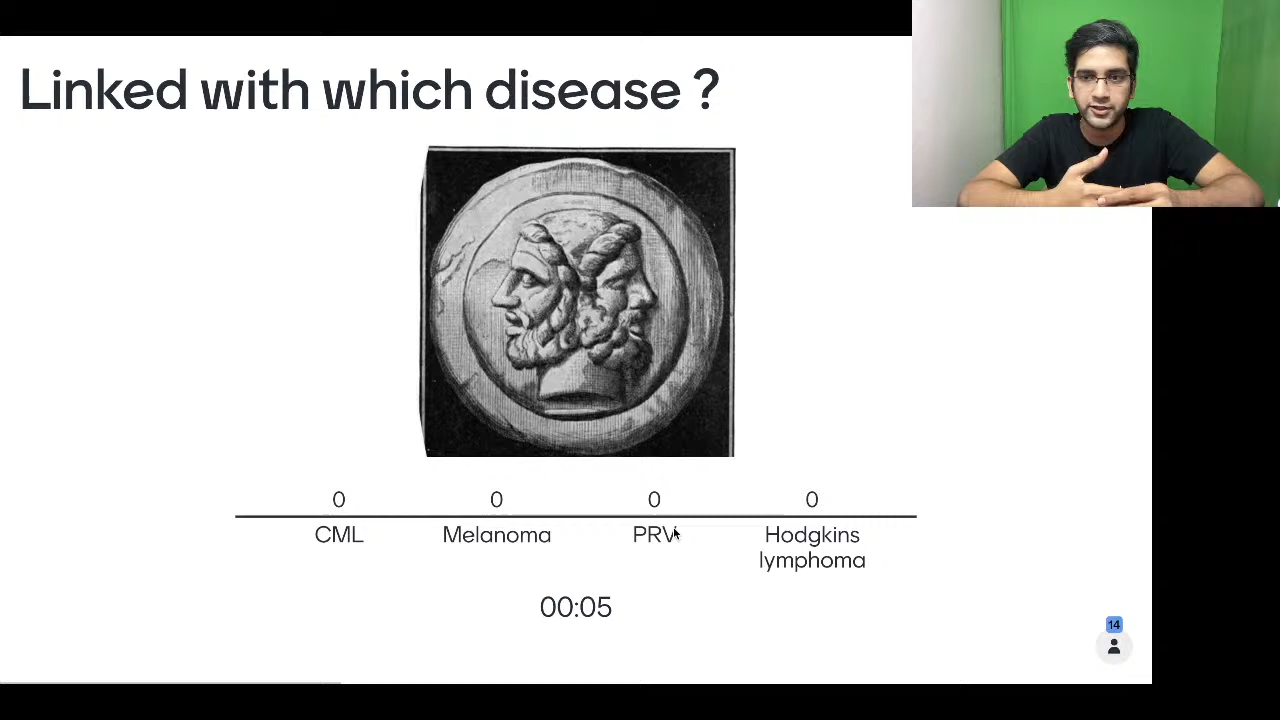 Linked with which disease ?
0
0
0
0
CML
Melanoma
PRV
Hodgkins
lymphoma
00:05
14